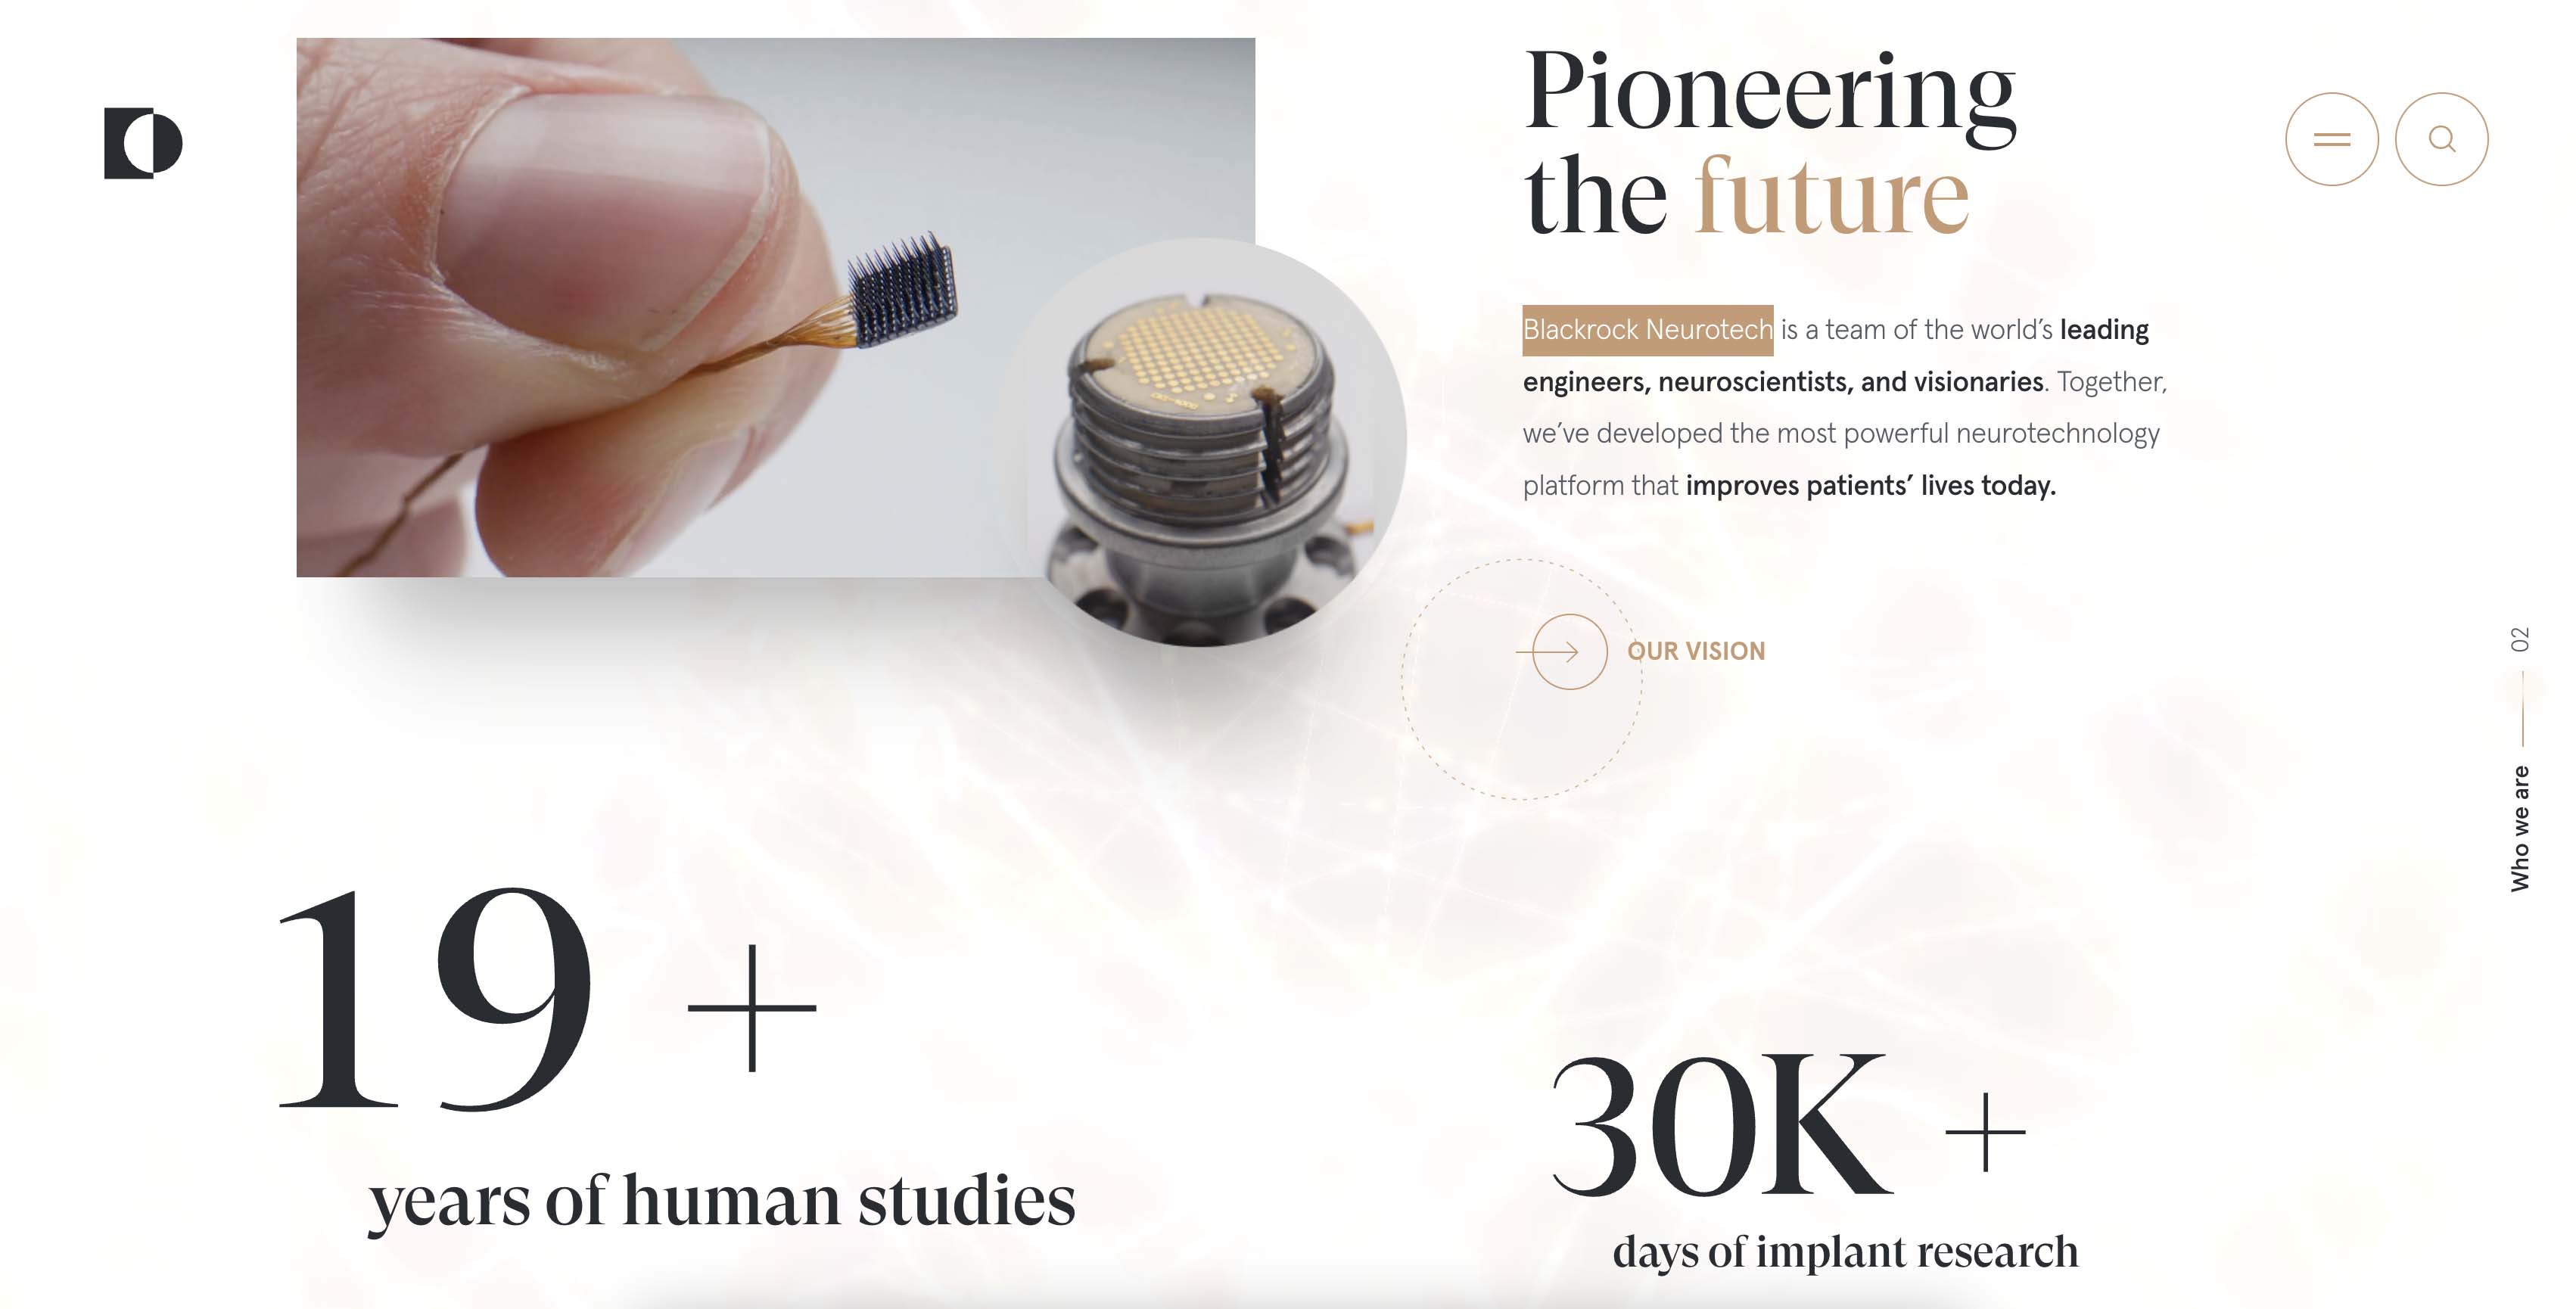 Pioneering
the future
Blackrock Neurotech is a team of the world’s leading
engineers, neuroscientists, and visionaries. Together,
we’ve developed the most powerful neurotechnology
platform that improves patients’ lives today.
OUR VISION
02
Who we are
19 +
years of human studies
30K +
days of implant research